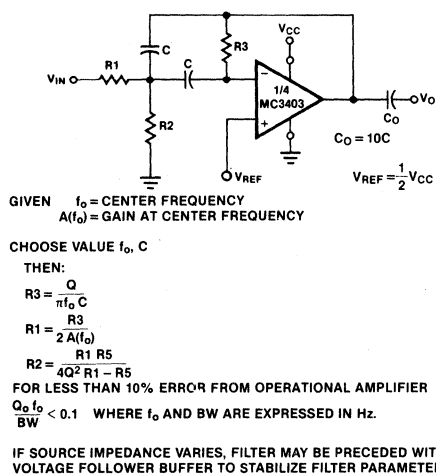 R3
VCC
C
R1
C
VIN
1/4
MC3403
−
+
R2
VO
CO
CO = 10C
VREF
VREF = 1/2 VCC
GIVEN fo = CENTER FREQUENCY
A(fo) = GAIN AT CENTER FREQUENCY
CHOOSE VALUE fo, C
THEN:
R3 = Q / πfo C
R1 = R3 / 2 A(fo)
R2 = R1 R5 / 4Q² R1 − R5
FOR LESS THAN 10% ERROR FROM OPERATIONAL AMPLIFIER
Qo fo / BW < 0.1 WHERE fo AND BW ARE EXPRESSED IN Hz.
IF SOURCE IMPEDANCE VARIES, FILTER MAY BE PRECEDED WIT
VOLTAGE FOLLOWER BUFFER TO STABILIZE FILTER PARAMETE